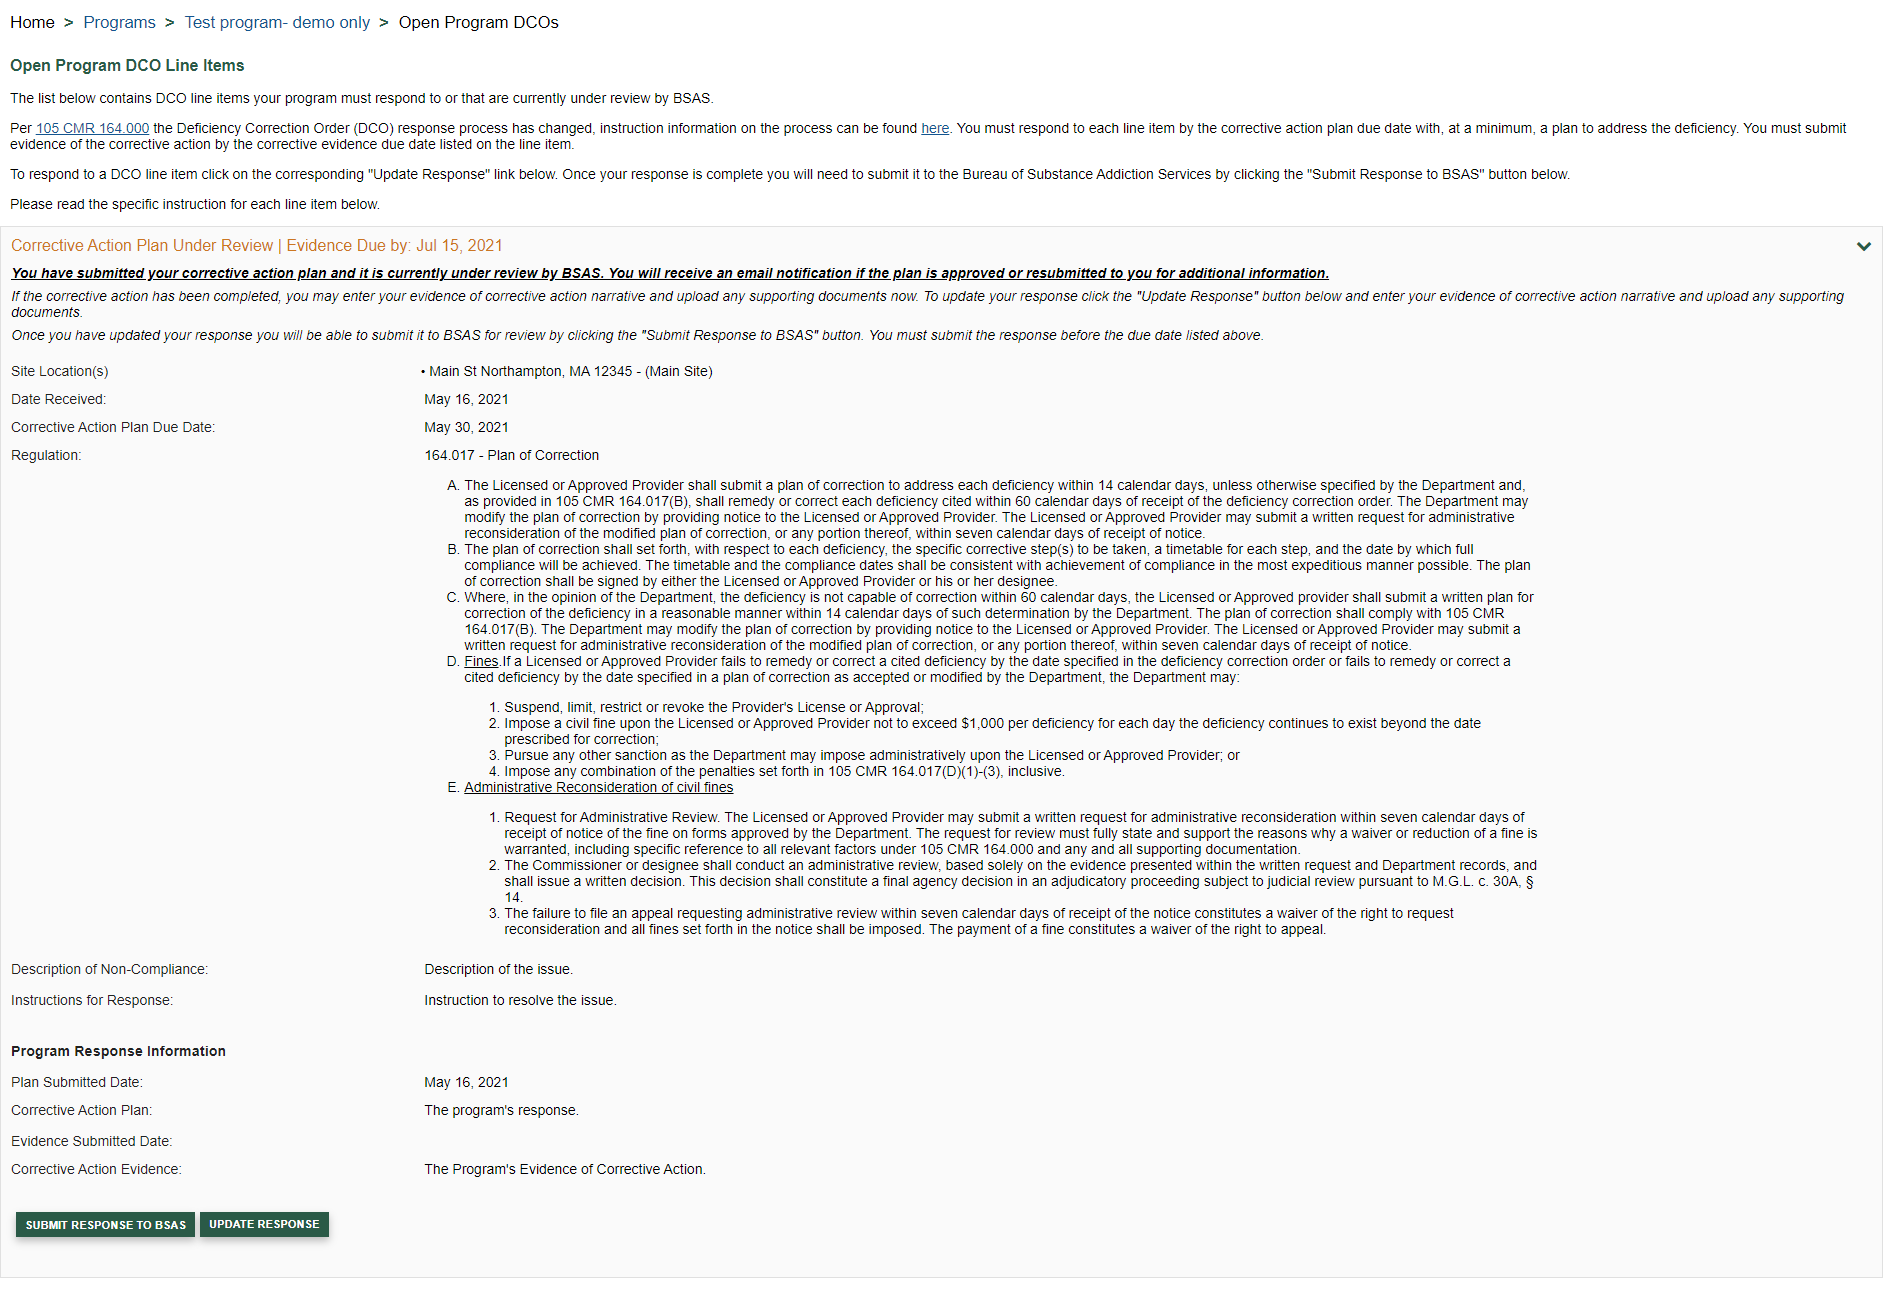 Home > Programs > Test program- demo only > Open Program DCOs
Open Program DCO Line Items
The list below contains DCO line items your program must respond to or that are currently under review by BSAS.
Per 105 CMR 164.000 the Deficiency Correction Order (DCO) response process has changed, instruction information on the process can be found here. You must respond to each line item by the corrective action plan due date with, at a minimum, a plan to address the deficiency. You must submit
evidence of the corrective action by the corrective evidence due date listed on the line item.
To respond to a DCO line item click on the corresponding "Update Response" link below. Once your response is complete you will need to submit it to the Bureau of Substance Addiction Services by clicking the "Submit Response to BSAS" button below.
Please read the specific instruction for each line item below.
Corrective Action Plan Under Review | Evidence Due by: Jul 15, 2021
You have submitted your corrective action plan and it is currently under review by BSAS. You will receive an email notification if the plan is approved or resubmitted to you for additional information.
If the corrective action has been completed, you may enter your evidence of corrective action narrative and upload any supporting documents now. To update your response click the "Update Response" button below and enter your evidence of corrective action narrative and upload any supporting
documents.
Once you have updated your response you will be able to submit it to BSAS for review by clicking the "Submit Response to BSAS" button. You must submit the response before the due date listed above.
Site Location(s) • Main St Northampton, MA 12345 - (Main Site)
Date Received: May 16, 2021
Corrective Action Plan Due Date: May 30, 2021
Regulation: 164.017 - Plan of Correction
A. The Licensed or Approved Provider shall submit a plan of correction to address each deficiency within 14 calendar days, unless otherwise specified by the Department and,
as provided in 105 CMR 164.017(B), shall remedy or correct each deficiency cited within 60 calendar days of receipt of the deficiency correction order. The Department may
modify the plan of correction by providing notice to the Licensed or Approved Provider. The Licensed or Approved Provider may submit a written request for administrative
reconsideration of the modified plan of correction, or any portion thereof, within seven calendar days of receipt of notice.
B. The plan of correction shall set forth, with respect to each deficiency, the specific corrective step(s) to be taken, a timetable for each step, and the date by which full
compliance will be achieved. The timetable and the compliance dates shall be consistent with achievement of compliance in the most expeditious manner possible. The plan
of correction shall be signed by either the Licensed or Approved Provider or his or her designee.
C. Where, in the opinion of the Department, the deficiency is not capable of correction within 60 calendar days, the Licensed or Approved provider shall submit a written plan for
correction of the deficiency in a reasonable manner within 14 calendar days of such determination by the Department. The plan of correction shall comply with 105 CMR
164.017(B). The Department may modify the plan of correction by providing notice to the Licensed or Approved Provider. The Licensed or Approved Provider may submit a
written request for administrative reconsideration of the modified plan of correction, or any portion thereof, within seven calendar days of receipt of notice.
D. Fines.If a Licensed or Approved Provider fails to remedy or correct a cited deficiency by the date specified in the deficiency correction order or fails to remedy or correct a
cited deficiency by the date specified in a plan of correction as accepted or modified by the Department, the Department may:
1. Suspend, limit, restrict or revoke the Provider's License or Approval;
2. Impose a civil fine upon the Licensed or Approved Provider not to exceed $1,000 per deficiency for each day the deficiency continues to exist beyond the date
prescribed for correction;
3. Pursue any other sanction as the Department may impose administratively upon the Licensed or Approved Provider; or
4. Impose any combination of the penalties set forth in 105 CMR 164.017(D)(1)-(3), inclusive.
E. Administrative Reconsideration of civil fines
1. Request for Administrative Review. The Licensed or Approved Provider may submit a written request for administrative reconsideration within seven calendar days of
receipt of notice of the fine on forms approved by the Department. The request for review must fully state and support the reasons why a waiver or reduction of a fine is
warranted, including specific reference to all relevant factors under 105 CMR 164.000 and any and all supporting documentation.
2. The Commissioner or designee shall conduct an administrative review, based solely on the evidence presented within the written request and Department records, and
shall issue a written decision. This decision shall constitute a final agency decision in an adjudicatory proceeding subject to judicial review pursuant to M.G.L. c. 30A, §
14.
3. The failure to file an appeal requesting administrative review within seven calendar days of receipt of the notice constitutes a waiver of the right to request
reconsideration and all fines set forth in the notice shall be imposed. The payment of a fine constitutes a waiver of the right to appeal.
Description of Non-Compliance: Description of the issue.
Instructions for Response: Instruction to resolve the issue.
Program Response Information
Plan Submitted Date: May 16, 2021
Corrective Action Plan: The program's response.
Evidence Submitted Date:
Corrective Action Evidence: The Program's Evidence of Corrective Action.
SUBMIT RESPONSE TO BSAS UPDATE RESPONSE